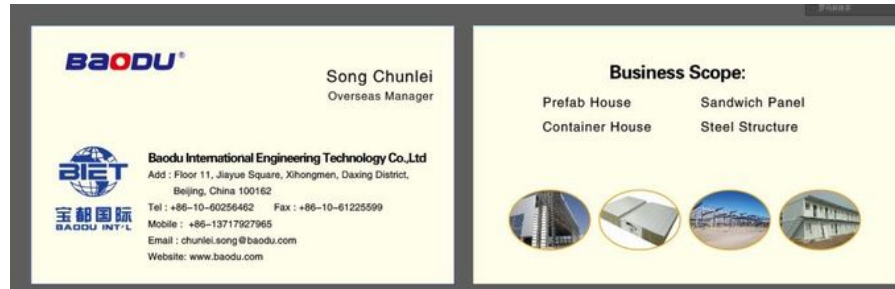 BAODU®
Song Chunlei
Overseas Manager
BIET
宝都国际
BAODU INT'L
Baodu International Engineering Technology Co.,Ltd
Add : Floor 11, Jiayue Square, Xihongmen, Daxing District,
Beijing, China 100162
Tel : +86-10-60256462 Fax : +86-10-61225599
Mobile : +86-13717927965
Email : chunlei.song@baodu.com
Website: www.baodu.com
Business Scope:
Prefab House Sandwich Panel
Container House Steel Structure